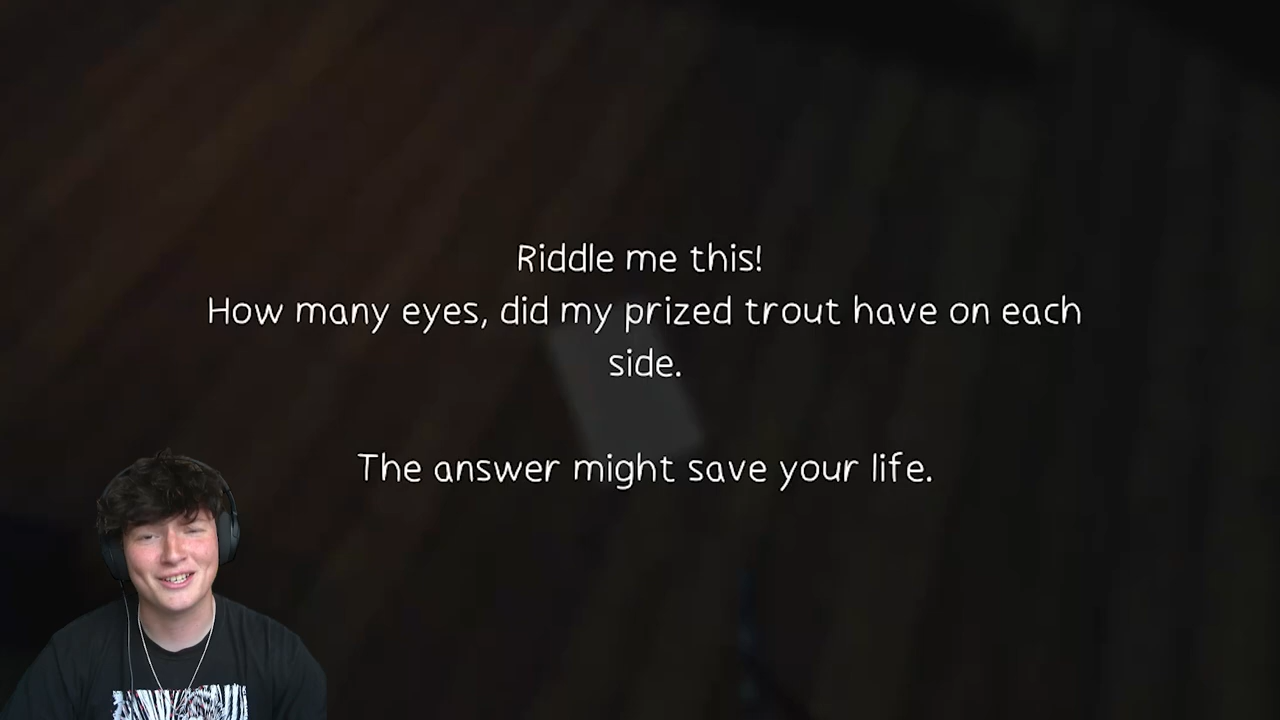 Riddle me this!
How many eyes, did my prized trout have on each
side.
The answer might save your life.